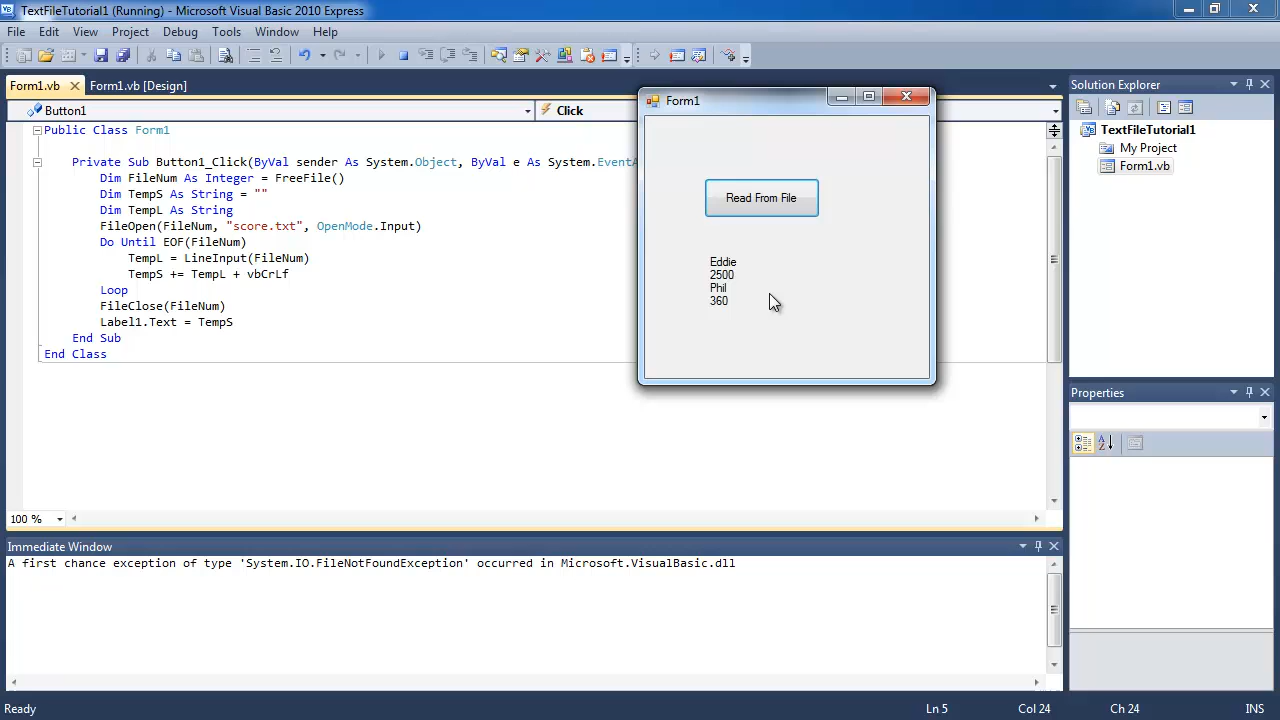 TextFileTutorial1 (Running) - Microsoft Visual Basic 2010 Express
File Edit View Project Debug Tools Window Help
Form1.vb Form1.vb [Design]
Button1 Click
Public Class Form1
Private Sub Button1_Click(ByVal sender As System.Object, ByVal e As System.EventA
Dim FileNum As Integer = FreeFile()
Dim TempS As String = ""
Dim TempL As String
FileOpen(FileNum, "score.txt", OpenMode.Input)
Do Until EOF(FileNum)
TempL = LineInput(FileNum)
TempS += TempL + vbCrLf
Loop
FileClose(FileNum)
Label1.Text = TempS
End Sub
End Class
100 %
Form1
Read From File
Eddie
2500
Phil
360
Solution Explorer
TextFileTutorial1
My Project
Form1.vb
Properties
Immediate Window
A first chance exception of type 'System.IO.FileNotFoundException' occurred in Microsoft.VisualBasic.dll
Ready Ln 5 Col 24 Ch 24 INS